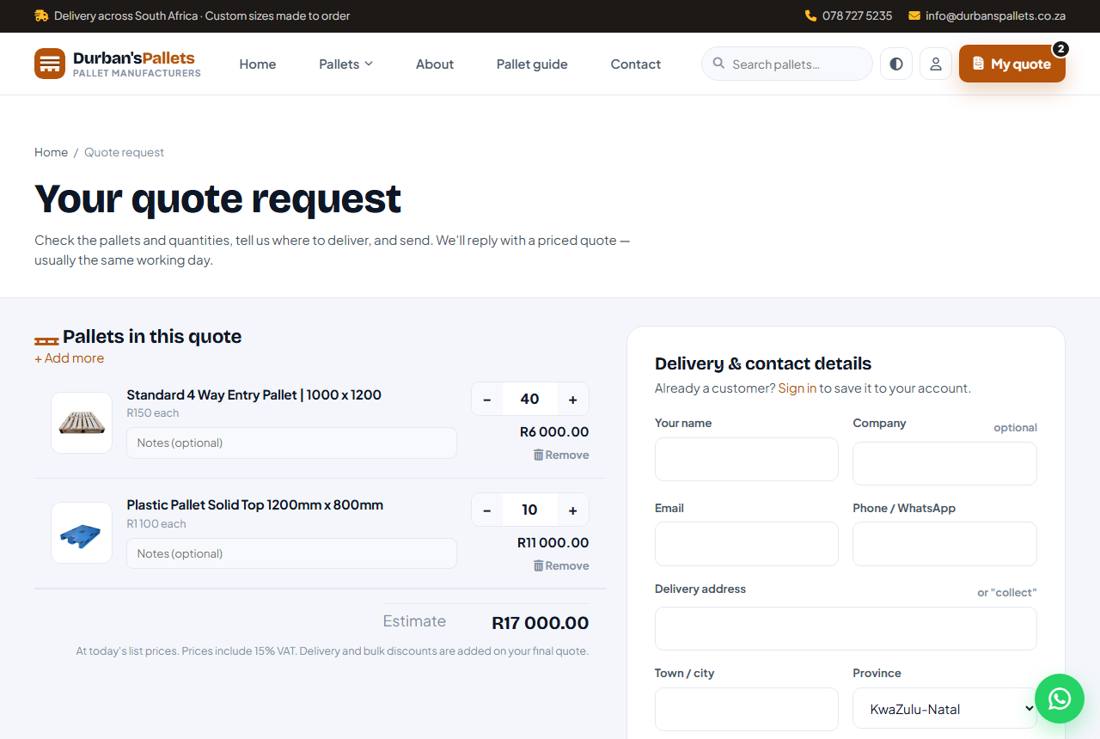 Delivery across South Africa · Custom sizes made to order
078 727 5235
info@durbanspallets.co.za
Durban'sPallets
PALLET MANUFACTURERS
Home
Pallets
About
Pallet guide
Contact
Search pallets...
My quote
2
Home / Quote request
Your quote request
Check the pallets and quantities, tell us where to deliver, and send. We'll reply with a priced quote —
usually the same working day.
Pallets in this quote
+ Add more
Standard 4 Way Entry Pallet | 1000 x 1200
R150 each
Notes (optional)
− 40 +
R6 000.00
Remove
Plastic Pallet Solid Top 1200mm x 800mm
R1 100 each
Notes (optional)
− 10 +
R11 000.00
Remove
Estimate R17 000.00
At today's list prices. Prices include 15% VAT. Delivery and bulk discounts are added on your final quote.
Delivery & contact details
Already a customer? Sign in to save it to your account.
Your name
Company optional
Email
Phone / WhatsApp
Delivery address or "collect"
Town / city
Province
KwaZulu-Natal